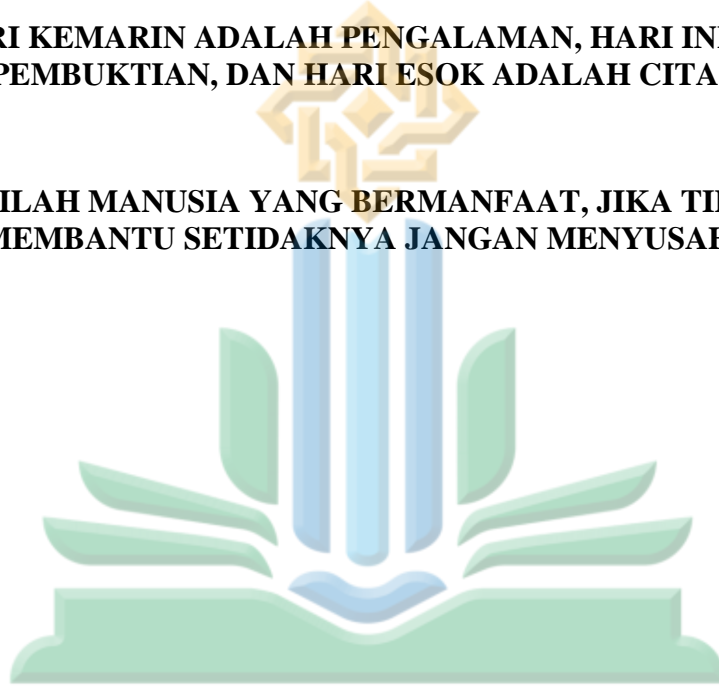 RI KEMARIN ADALAH PENGALAMAN, HARI IN
PEMBUKTIAN, DAN HARI ESOK ADALAH CITA
ILAH MANUSIA YANG BERMANFAAT, JIKA TI
MEMBANTU SETIDAKNYA JANGAN MENYUSAH